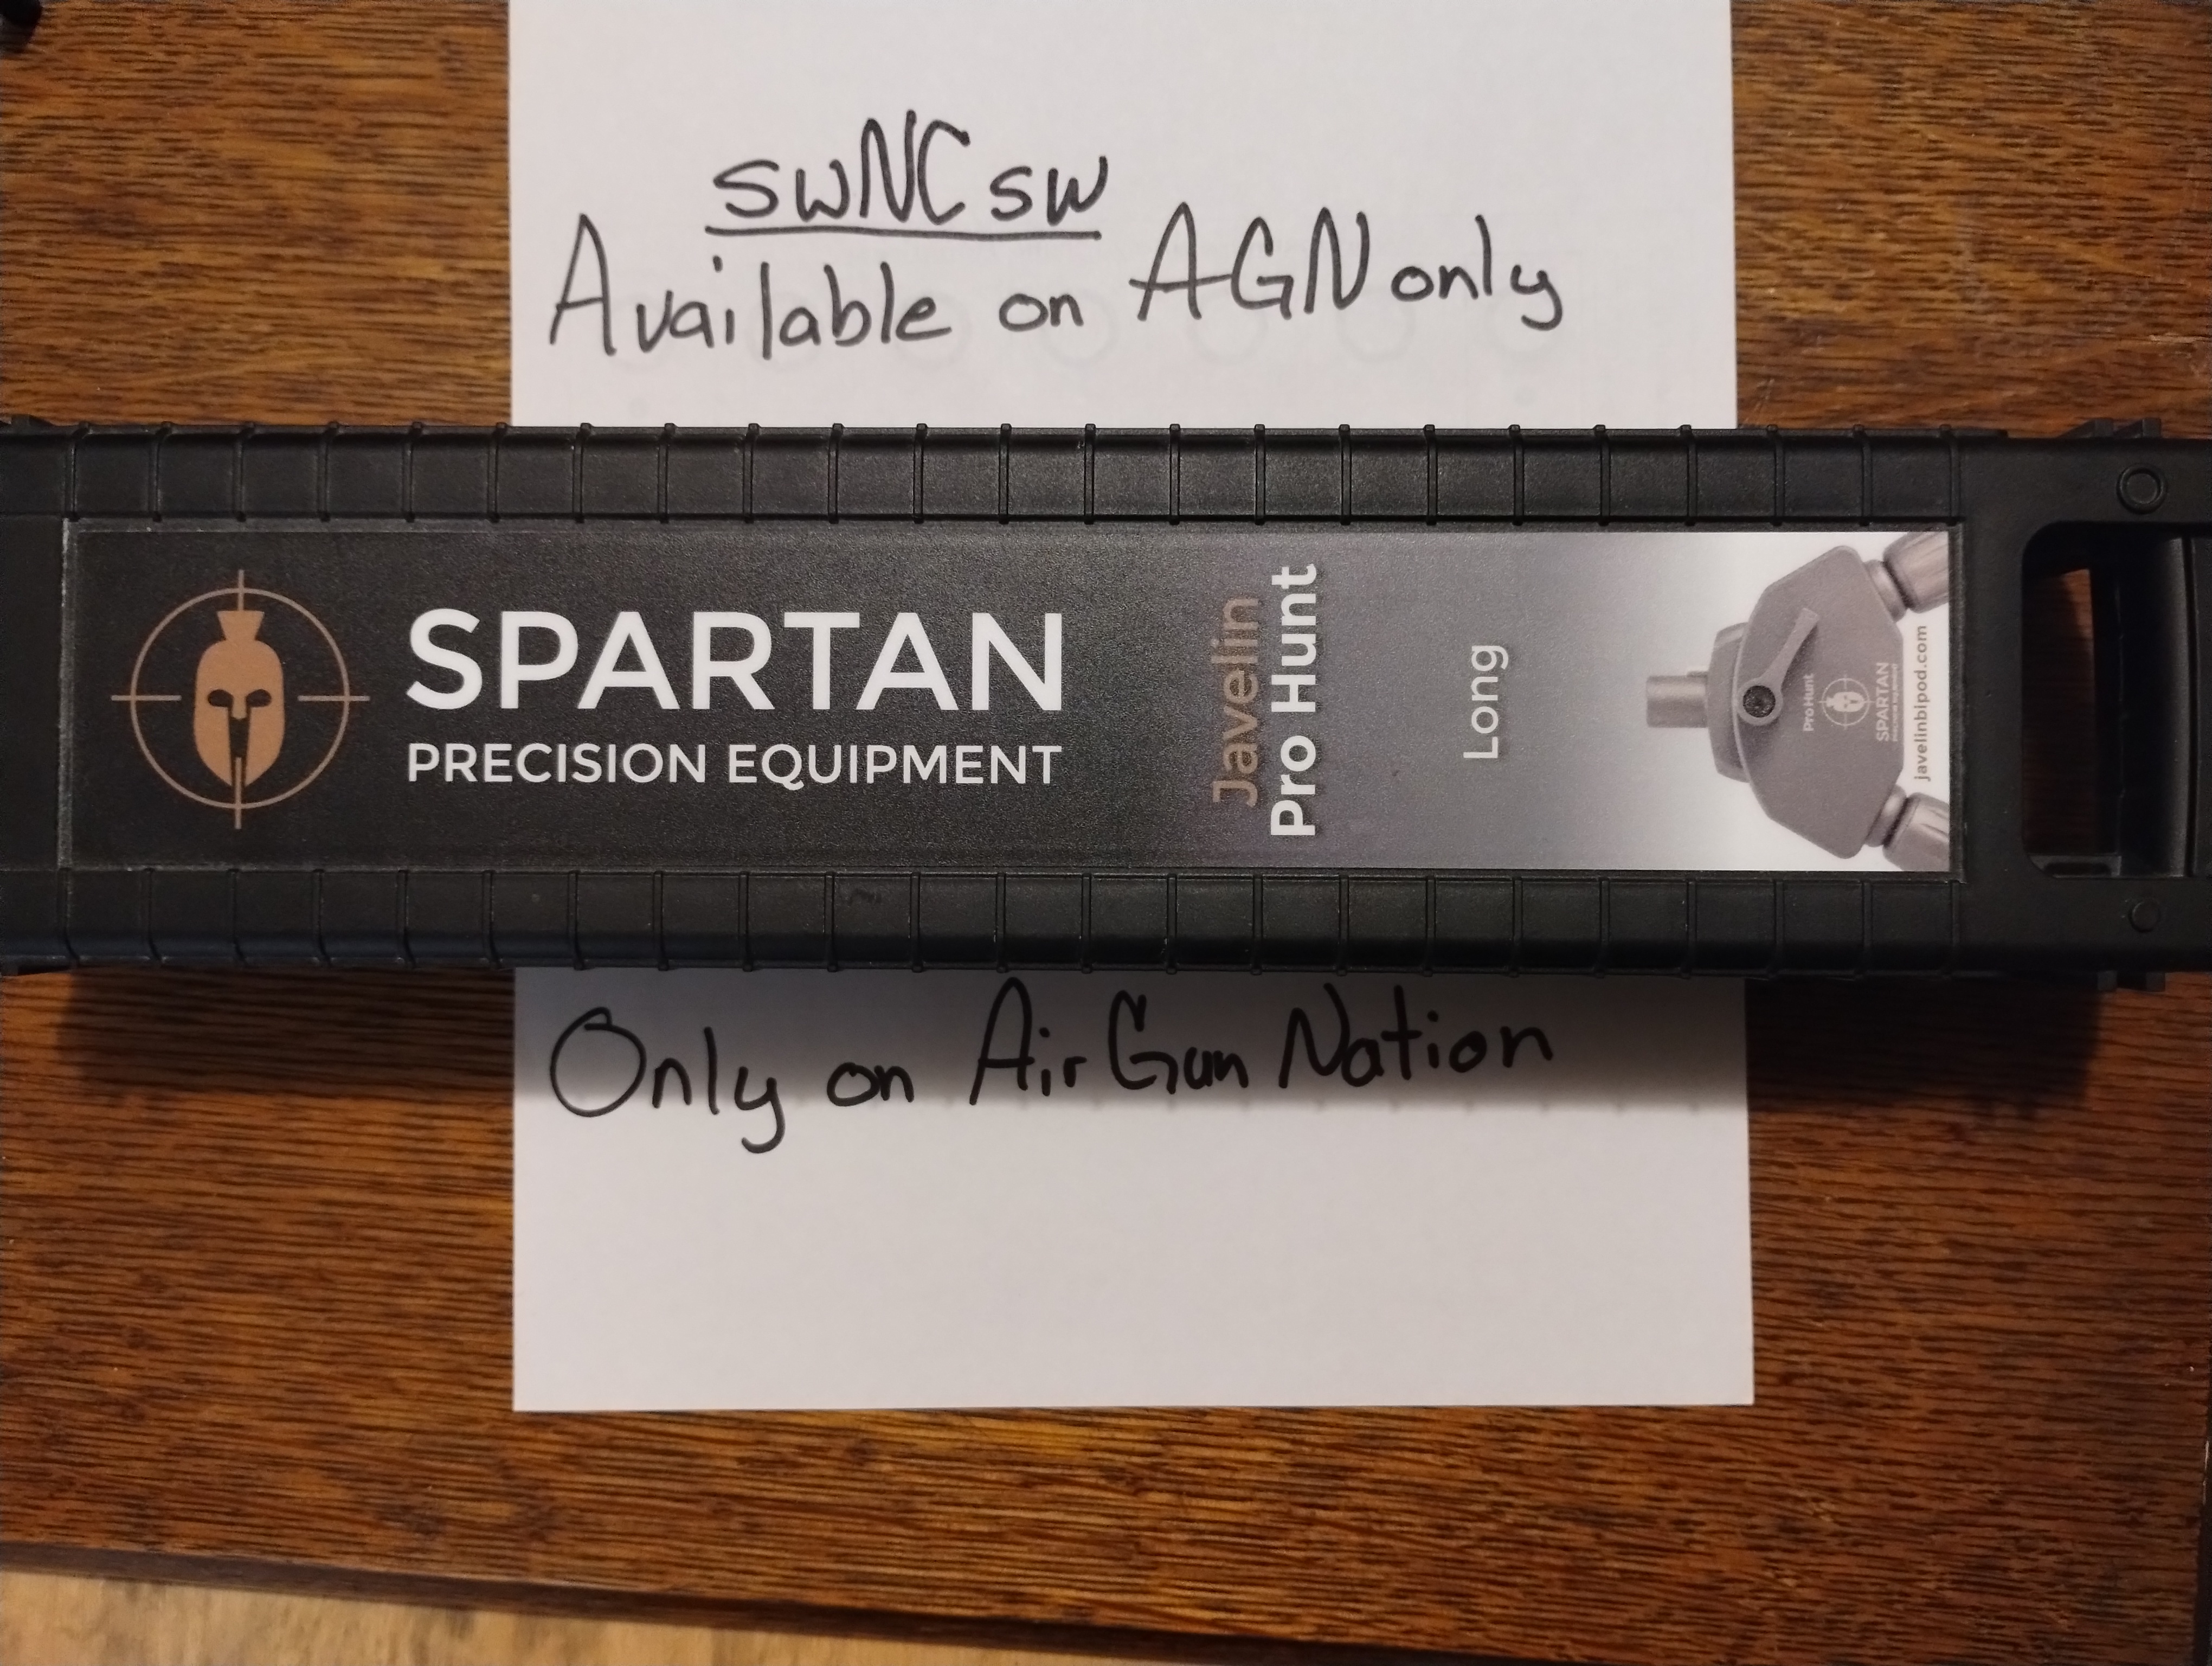 swNCsw
Available on AGN only
SPARTAN
PRECISION EQUIPMENT
Javelin
Pro Hunt
Long
Pro Hunt
SPARTAN
javelinbipod.com
Only on AirGun Nation